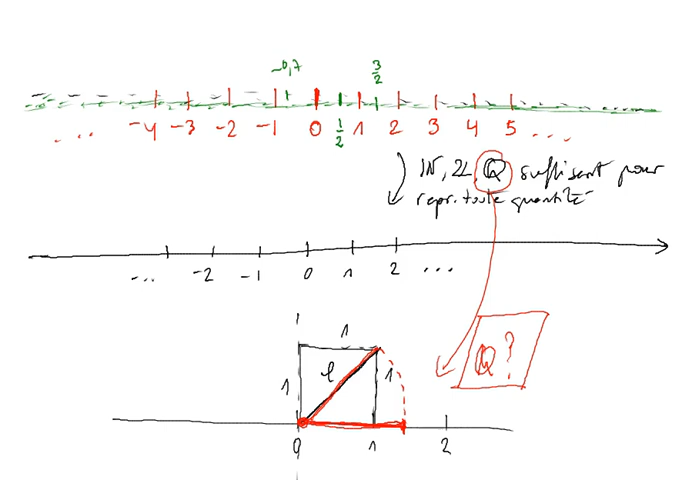 -0,7 3/2
... -4 -3 -2 -1 0 1/2 1 2 3 4 5 ...
ℕ, ℤ, ℚ suffisent pour
repr. toute quantité
... -2 -1 0 1 2 ...
1
ℓ
1 1
ℚ?
0 1 2